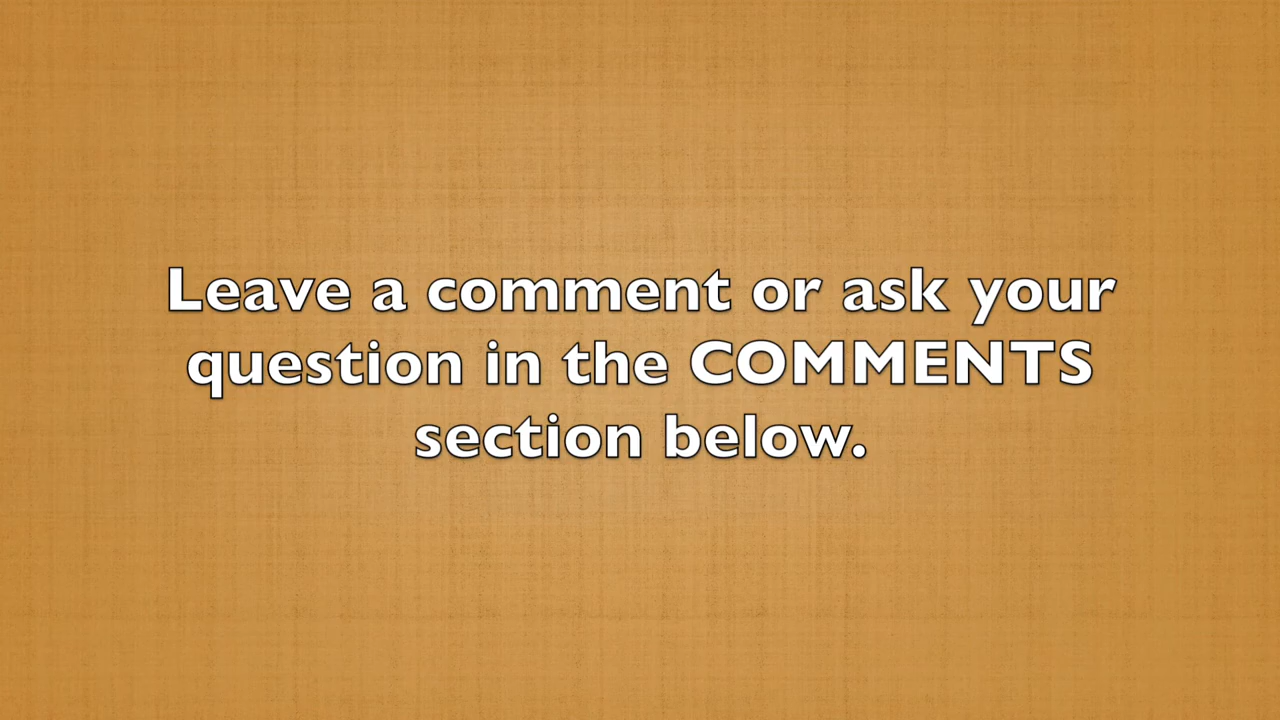 Leave a comment or ask your
question in the COMMENTS
section below.